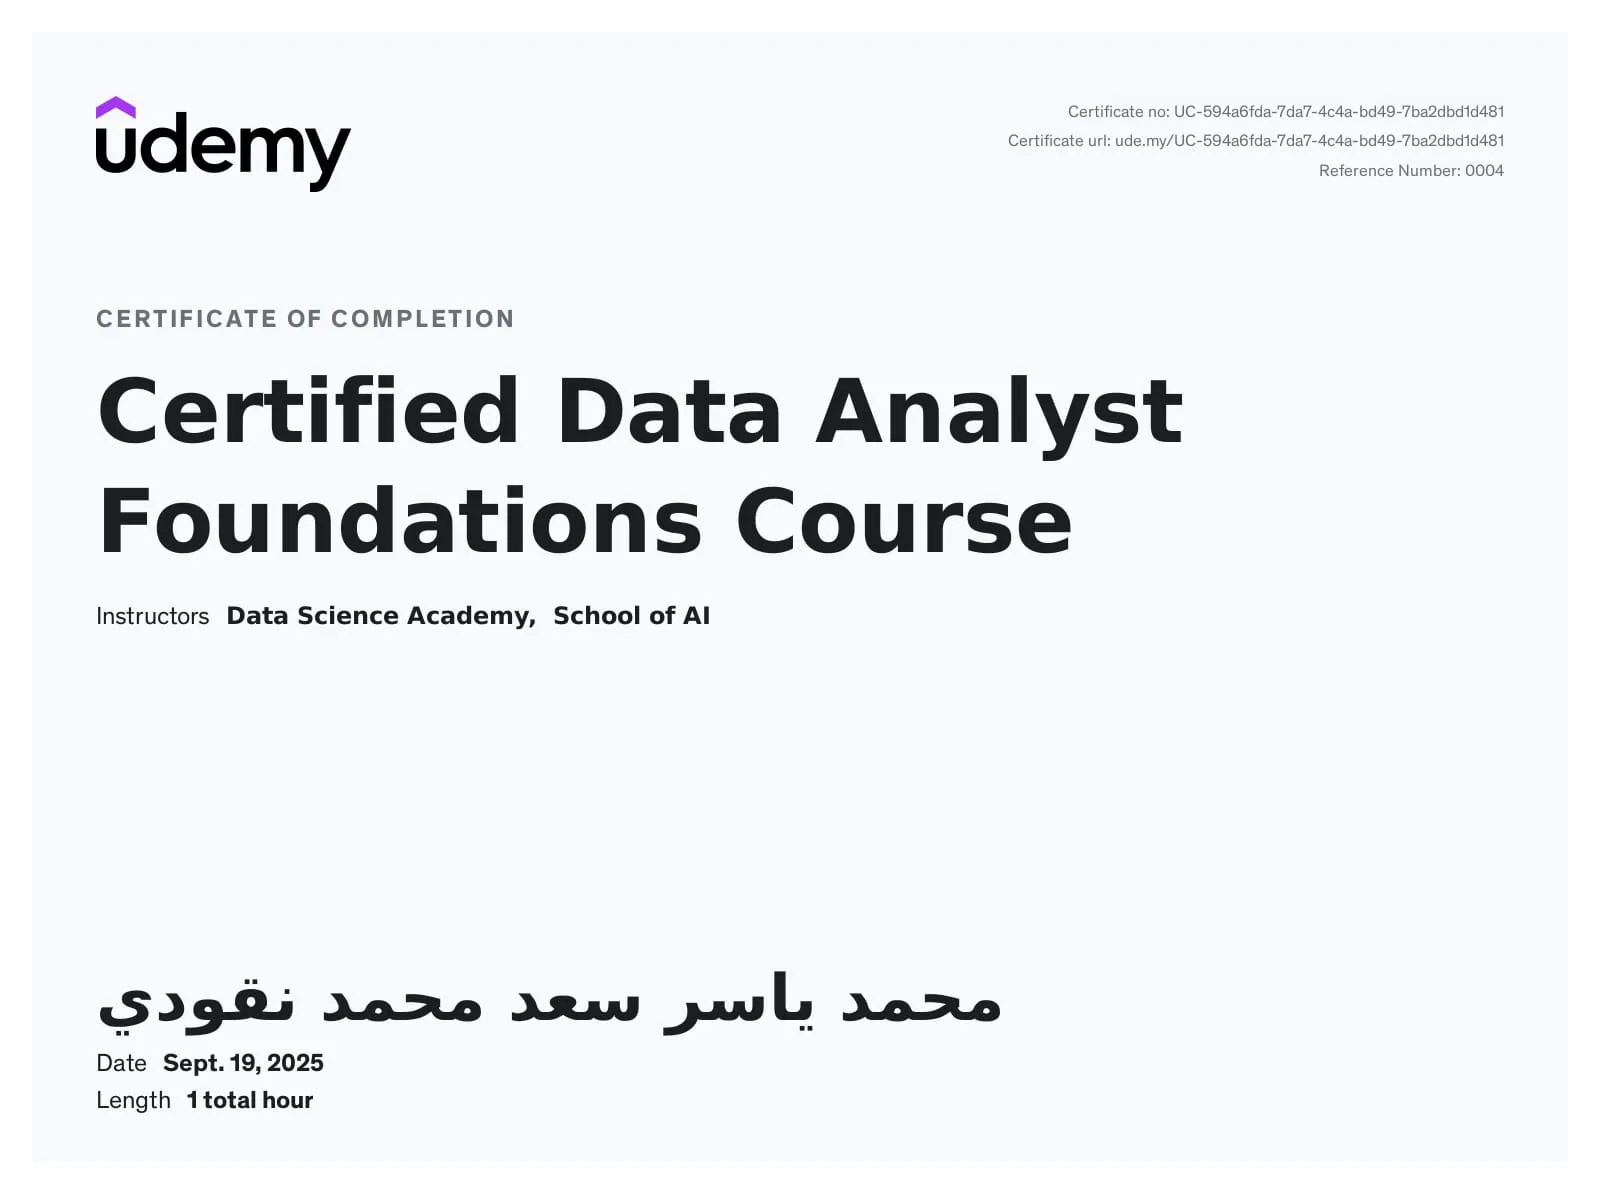 udemy
Certificate no: UC-594a6fda-7da7-4c4a-bd49-7ba2dbd1d481
Certificate url: ude.my/UC-594a6fda-7da7-4c4a-bd49-7ba2dbd1d481
Reference Number: 0004
CERTIFICATE OF COMPLETION
Certified Data Analyst
Foundations Course
Instructors Data Science Academy, School of AI
محمد ياسر سعد محمد نقودي
Date Sept. 19, 2025
Length 1 total hour